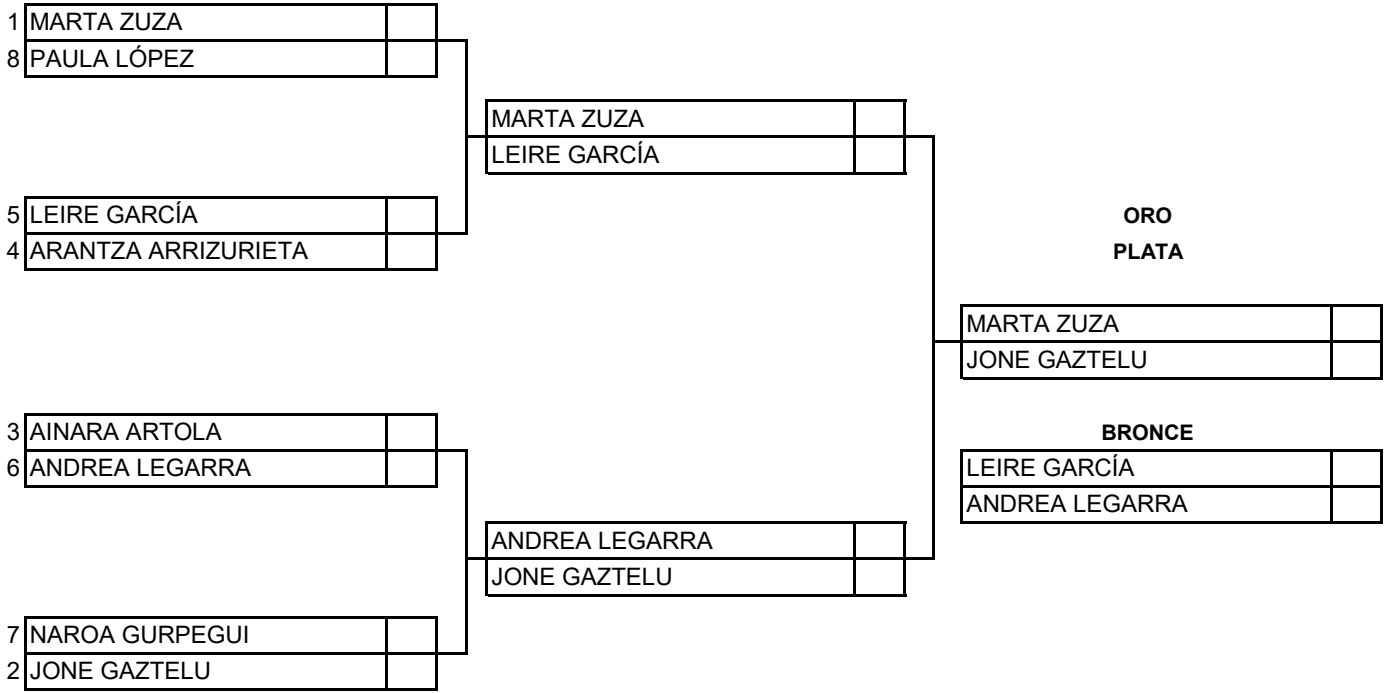 1 MARTA ZUZA
8 PAULA LÓPEZ
MARTA ZUZA
LEIRE GARCÍA
5 LEIRE GARCÍA
4 ARANTZA ARRIZURIETA
ORO
PLATA
MARTA ZUZA
JONE GAZTELU
3 AINARA ARTOLA
6 ANDREA LEGARRA
BRONCE
LEIRE GARCÍA
ANDREA LEGARRA
ANDREA LEGARRA
JONE GAZTELU
7 NAROA GURPEGUI
2 JONE GAZTELU